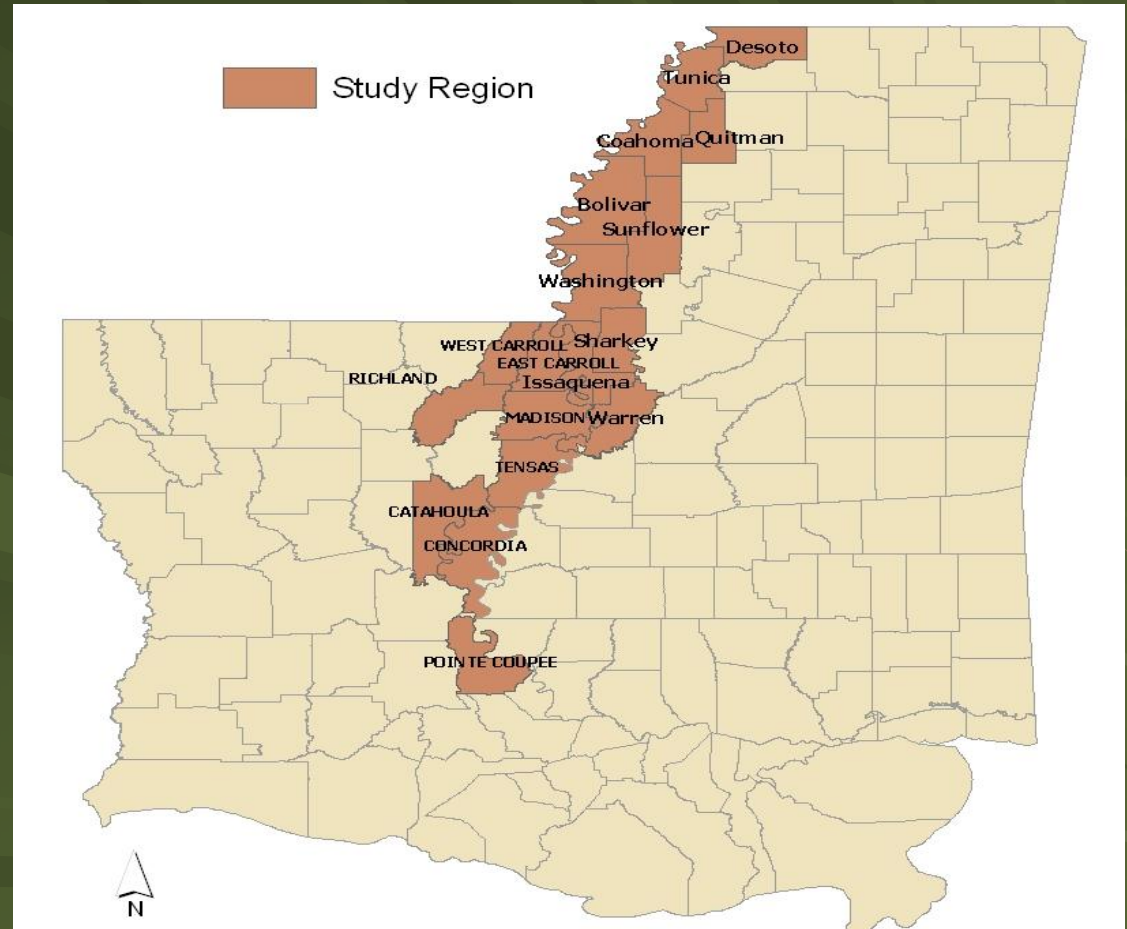 Study Region
Desoto
Tunica
Coahoma
Quitman
Bolivar
Sunflower
Washington
Sharkey
WEST CARROLL
EAST CARROLL
RICHLAND
Issaquena
MADISON
Warren
TENSAS
CATAHOULA
CONCORDIA
POINTE COUPEE
N